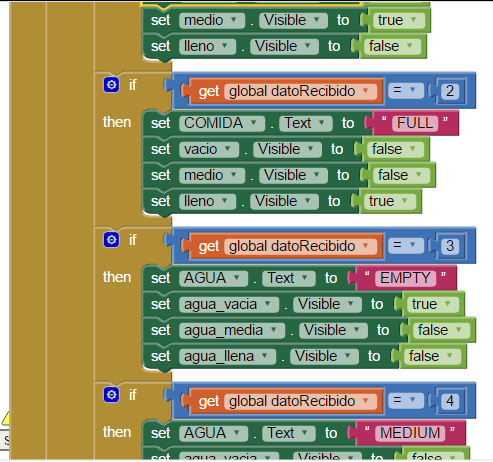 set medio . Visible to true
set lleno . Visible to false
if get global datoRecibido = 2
then set COMIDA . Text to " FULL "
set vacio . Visible to false
set medio . Visible to false
set lleno . Visible to true
if get global datoRecibido = 3
then set AGUA . Text to " EMPTY "
set agua_vacia . Visible to true
set agua_media . Visible to false
set agua_llena . Visible to false
if get global datoRecibido = 4
then set AGUA . Text to " MEDIUM "
set agua_vacia . Visible to false